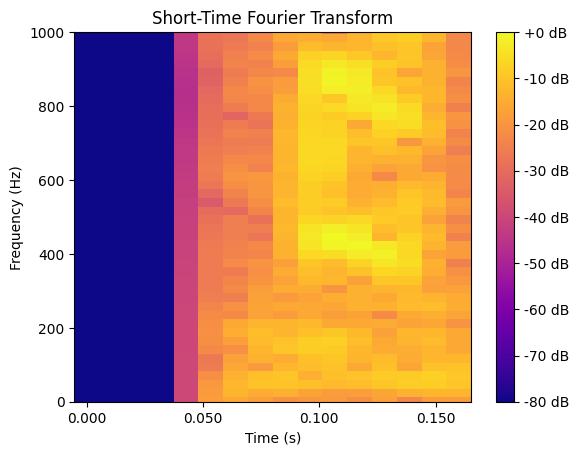 Short-Time Fourier Transform
Frequency (Hz)
1000
800
600
400
200
0
0.000
0.050
0.100
0.150
Time (s)
+0 dB
-10 dB
-20 dB
-30 dB
-40 dB
-50 dB
-60 dB
-70 dB
-80 dB